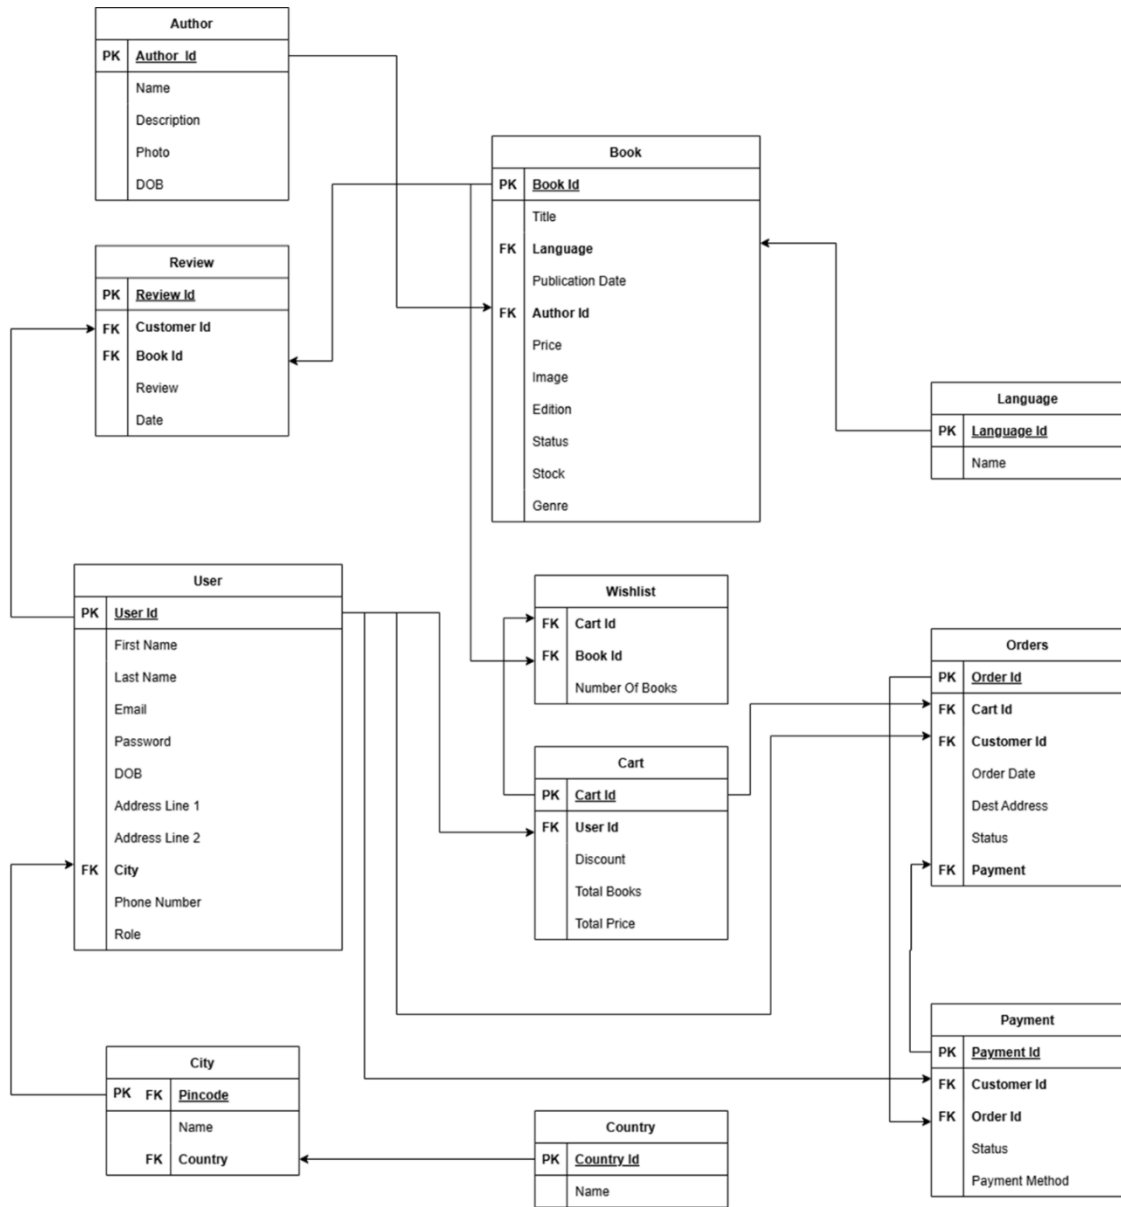 Author
PK Author_Id
Name
Description
Photo
DOB
Book
PK Book Id
Title
FK Language
Publication Date
FK Author Id
Price
Image
Edition
Status
Stock
Genre
Review
PK Review Id
FK Customer Id
FK Book Id
Review
Date
Language
PK Language Id
Name
User
PK User Id
First Name
Last Name
Email
Password
DOB
Address Line 1
Address Line 2
FK City
Phone Number
Role
Wishlist
FK Cart Id
FK Book Id
Number Of Books
Orders
PK Order Id
FK Cart Id
FK Customer Id
Order Date
Dest Address
Status
FK Payment
Cart
PK Cart Id
FK User Id
Discount
Total Books
Total Price
Payment
PK Payment Id
FK Customer Id
FK Order Id
Status
Payment Method
City
PK FK Pincode
Name
FK Country
Country
PK Country Id
Name